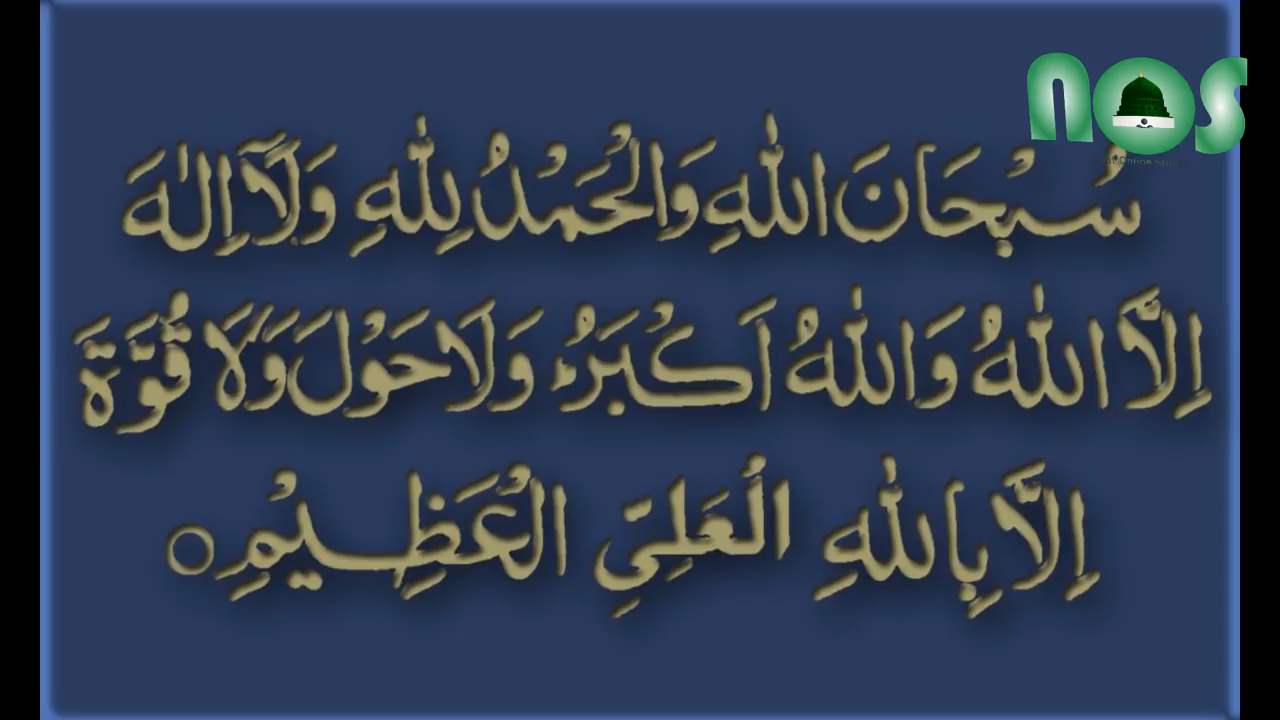 nos
سُبْحَانَ اللّٰهِ وَالْحَمْدُ لِلّٰهِ وَلَآ اِلٰهَ
اِلَّا اللّٰهُ وَاللّٰهُ اَكْبَرُ وَلَا حَوْلَ وَلَا قُوَّةَ
اِلَّا بِاللّٰهِ الْعَلِيِّ الْعَظِيْمِ ○